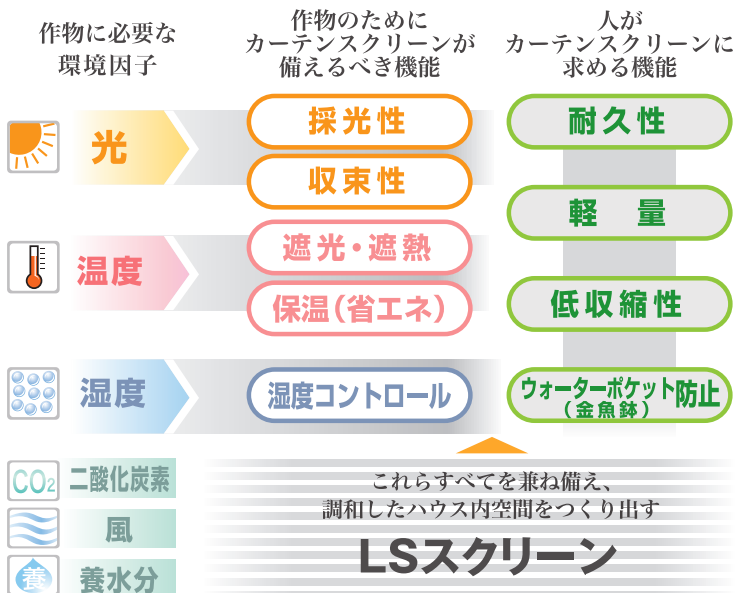 作物に必要な
環境因子
作物のために
カーテンスクリーンが
備えるべき機能
人が
カーテンスクリーンに
求める機能
光
採光性
収束性
耐久性
軽 量
温度
遮光・遮熱
保温（省エネ）
低収縮性
湿度
湿度コントロール
ウォーターポケット防止
（金魚鉢）
CO2
二酸化炭素
風
養
養水分
これらすべてを兼ね備え、
調和したハウス内空間をつくり出す
LSスクリーン